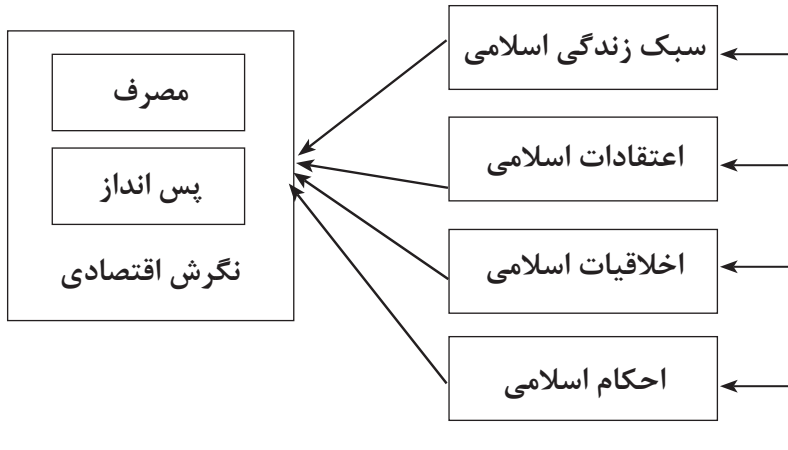 سبک زندگی اسلامی
اعتقادات اسلامی
اخلاقیات اسلامی
احکام اسلامی
مصرف
پس انداز
نگرش اقتصادی